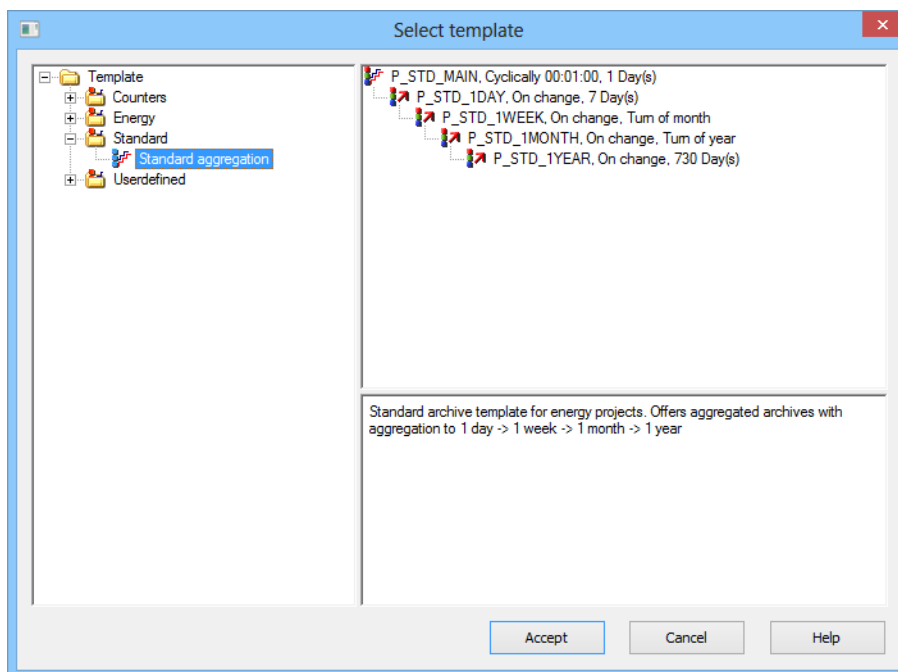 Select template
Template
Counters
Energy
Standard
Standard aggregation
Userdefined
P_STD_MAIN, Cyclically 00:01:00, 1 Day(s)
P_STD_1DAY, On change, 7 Day(s)
P_STD_1WEEK, On change, Turn of month
P_STD_1MONTH, On change, Turn of year
P_STD_1YEAR, On change, 730 Day(s)
Standard archive template for energy projects. Offers aggregated archives with
aggregation to 1 day -> 1 week -> 1 month -> 1 year
Accept
Cancel
Help